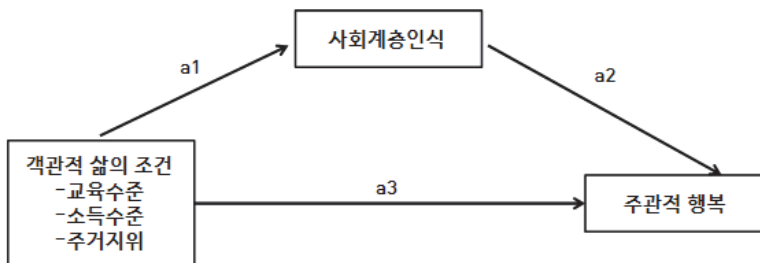 사회계층인식
a1
a2
객관적 삶의 조건
-교육수준
-소득수준
-주거지위
a3
주관적 행복